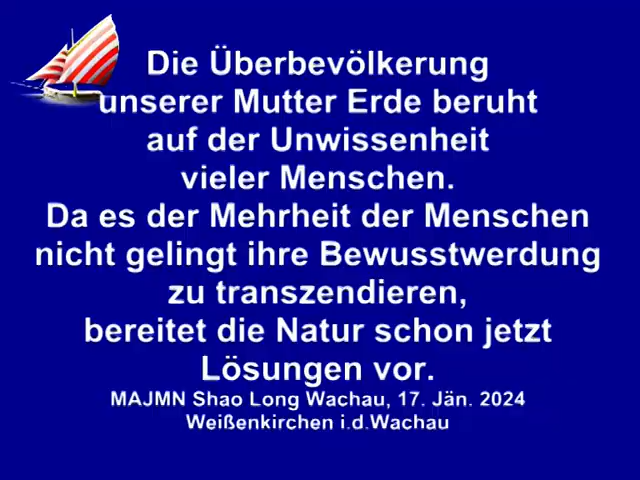 Die Überbevölkerung
unserer Mutter Erde beruht
auf der Unwissenheit
vieler Menschen.
Da es der Mehrheit der Menschen
nicht gelingt ihre Bewusstwerdung
zu transzendieren,
bereitet die Natur schon jetzt
Lösungen vor.
MAJMN Shao Long Wachau, 17. Jän. 2024
Weißenkirchen i.d.Wachau